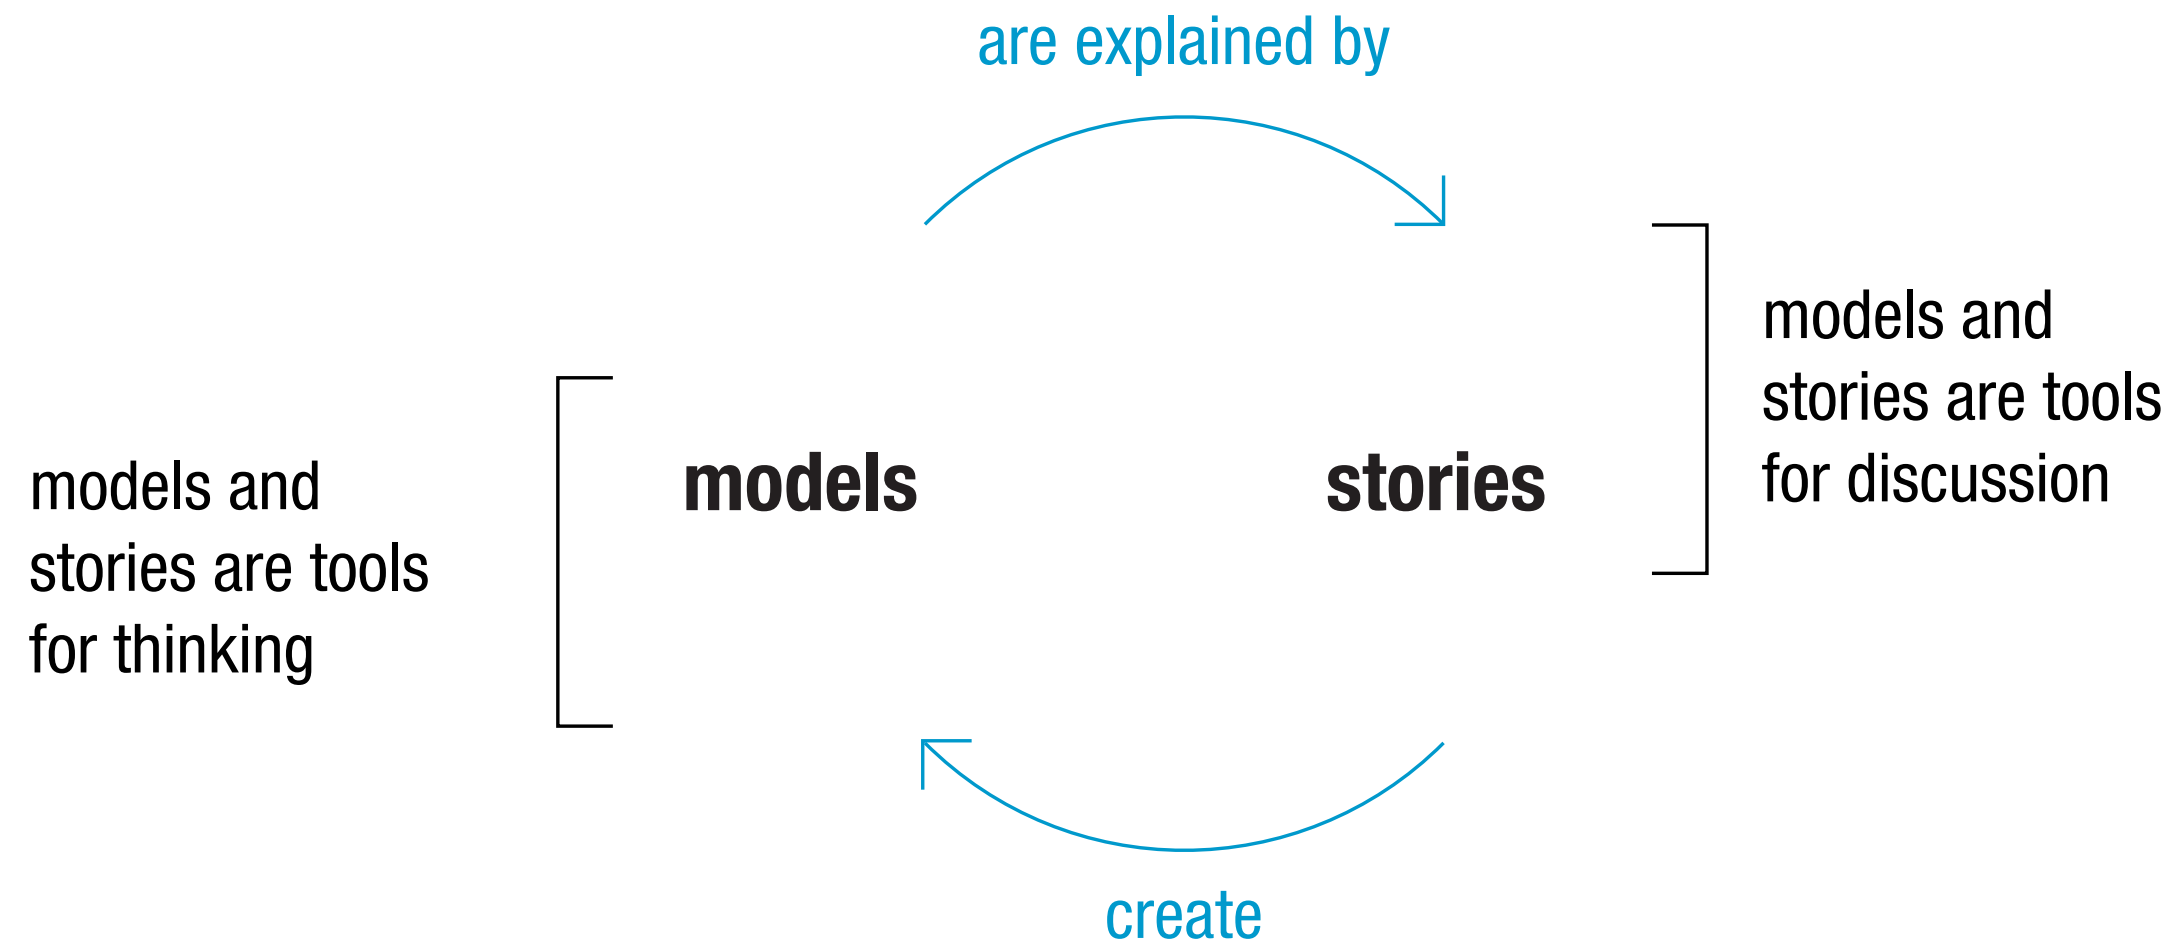 are explained by
models and
stories are tools
for thinking
models
stories
models and
stories are tools
for discussion
create